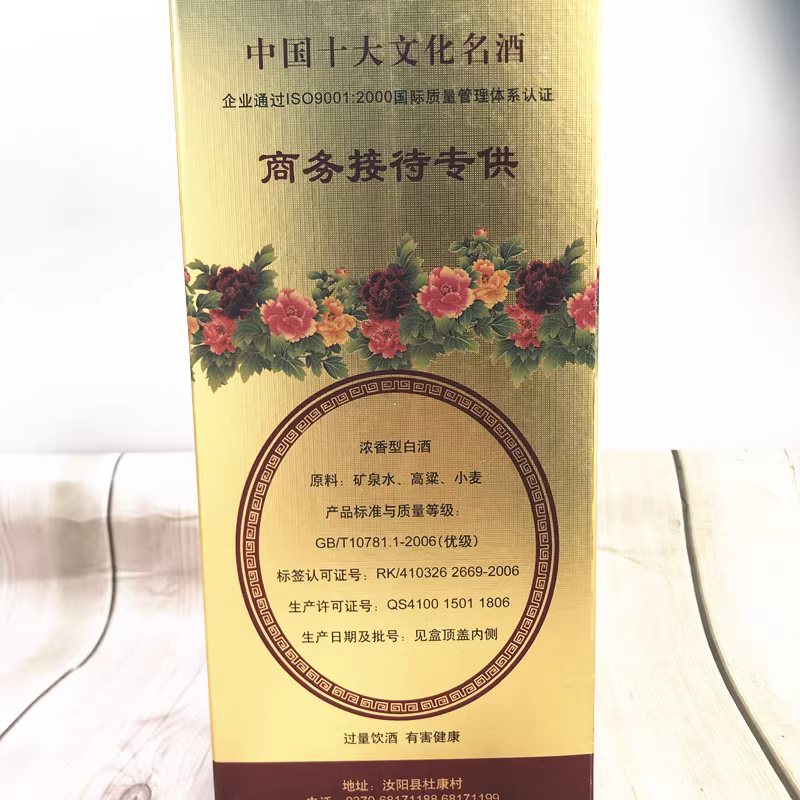 中国十大文化名酒
企业通过ISO9001:2000国际质量管理体系认证
商务接待专供
浓香型白酒
原料：矿泉水、高粱、小麦
产品标准与质量等级：
GB/T10781.1-2006(优级)
标签认可证号：RK/410326 2669-2006
生产许可证号：QS4100 1501 1806
生产日期及批号：见盒顶盖内侧
过量饮酒 有害健康
地址：汝阳县杜康村
电话：0379-68171188 68171199